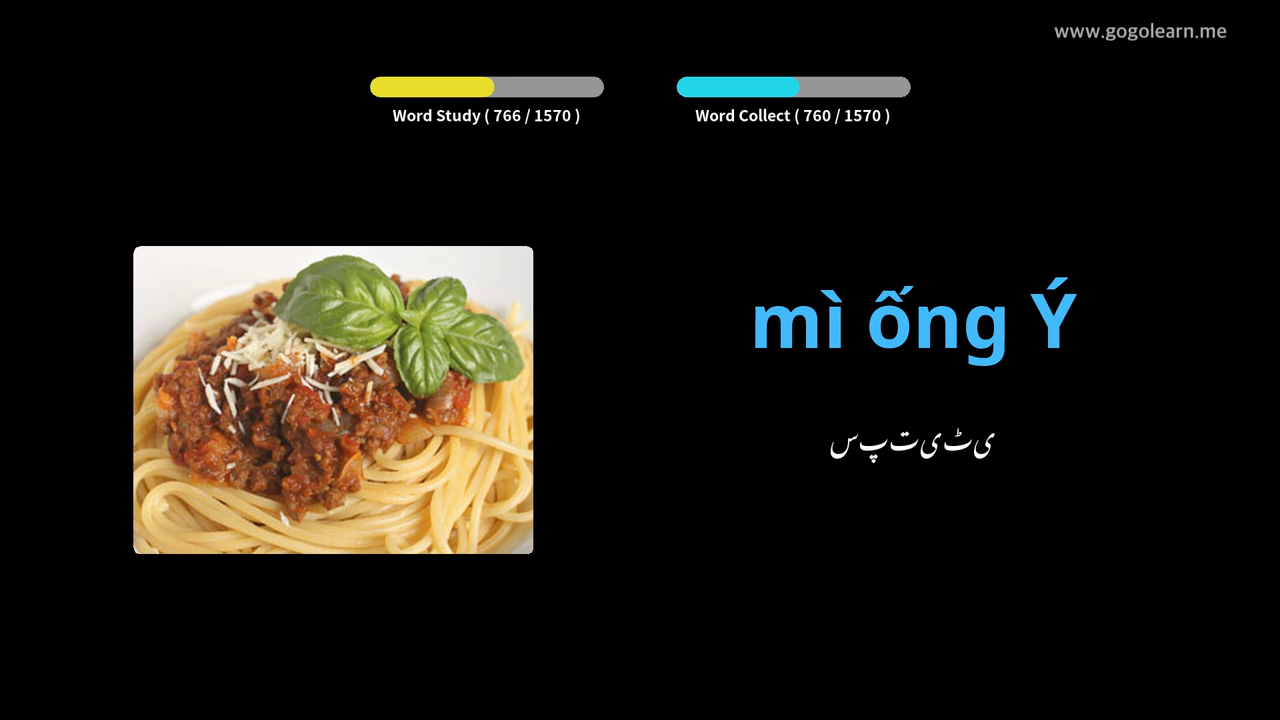 www.gogolearn.me
Word Study ( 766 / 1570 )
Word Collect ( 760 / 1570 )
mì ống Ý
سپتیٹی